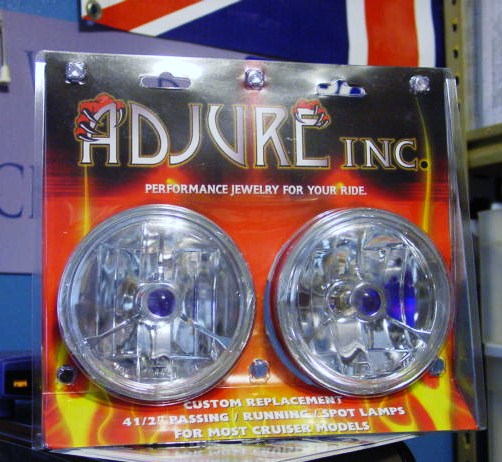 ADJURE INC.
PERFORMANCE JEWELRY FOR YOUR RIDE.
CUSTOM REPLACEMENT
4 1/2" PASSING / RUNNING / SPOT LAMPS
FOR MOST CRUISER MODELS